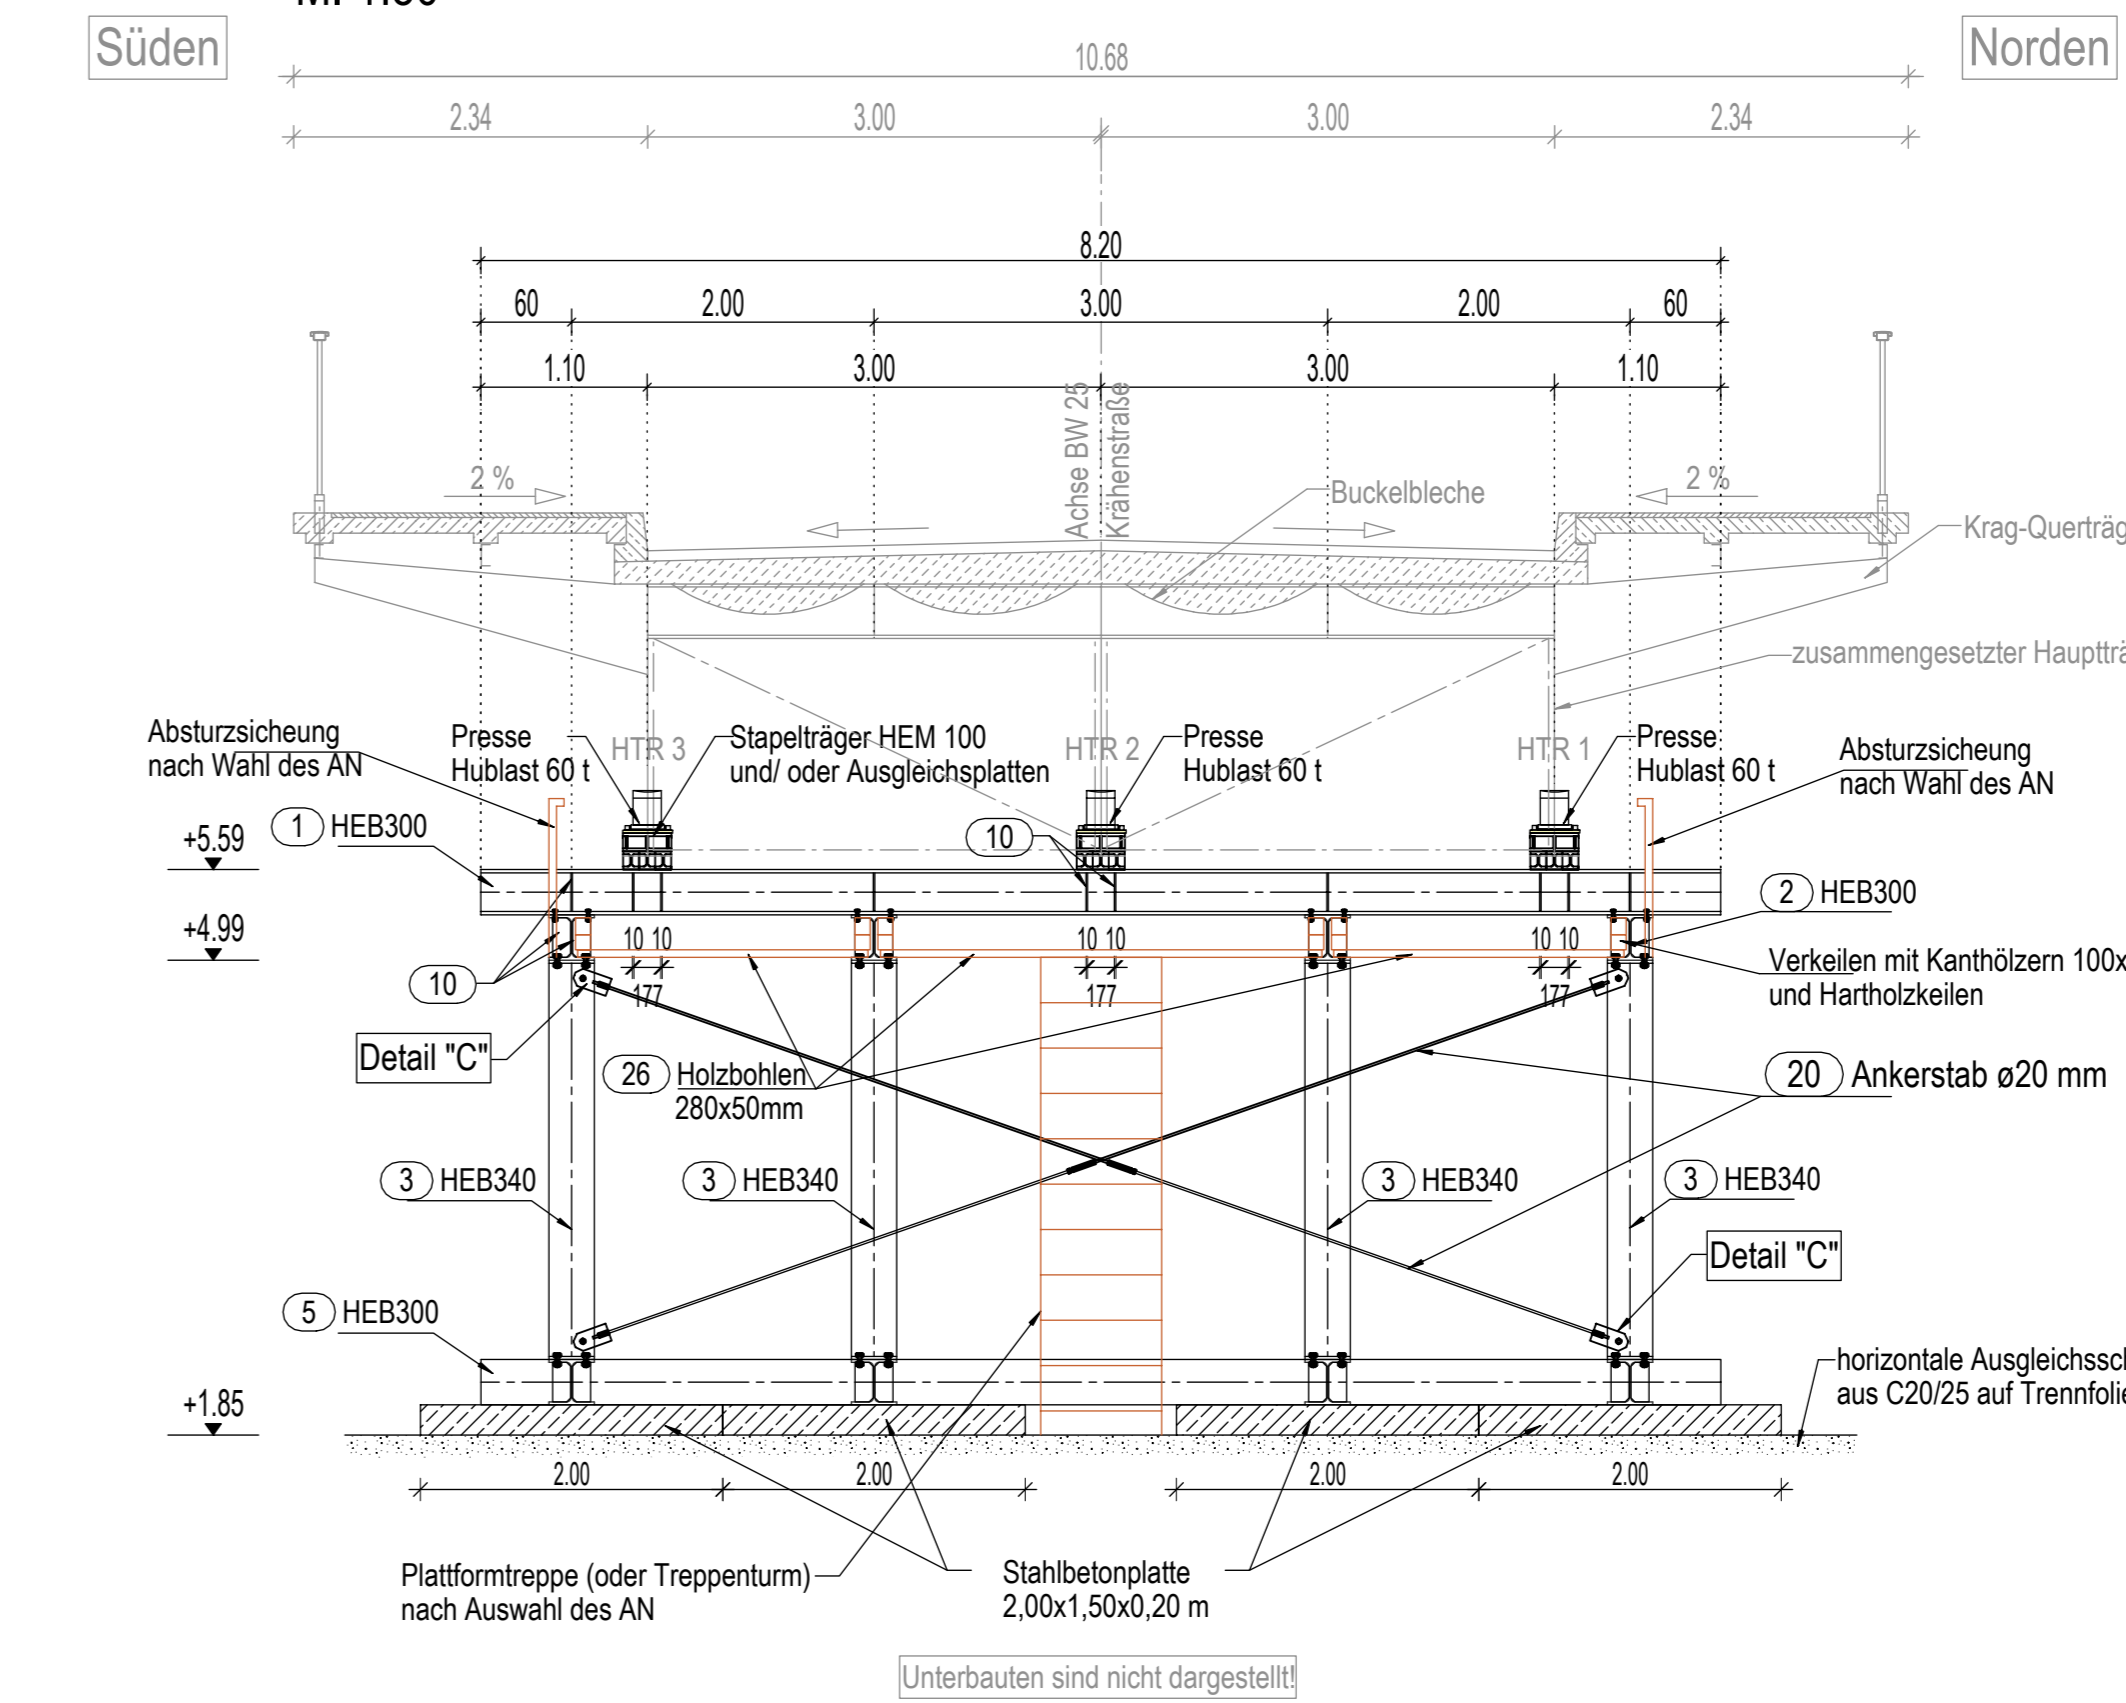 Süden
10.68
Norden
2.34
3.00
3.00
2.34
8.20
60
2.00
3.00
2.00
60
1.10
3.00
3.00
1.10
Achse BW 25
Krähenstraße
2 %
2 %
Buckelbleche
Absturzsicheung
nach Wahl des AN
Presse
Hublast 60 t
HTR 3
Stapelträger HEM 100
und/ oder Ausgleichsplatten
HTR 2
Presse
Hublast 60 t
HTR 1
Presse
Hublast 60 t
Absturzsicheung
nach Wahl des AN
zusammengesetzter
+5.59
1 HEB300
10
2 HEB300
+4.99
10 10
10 10
10 10
177
177
177
10
Verkeilen mit Kanthölzern
und Hartholzkeilen
Detail "C"
26 Holzbohlen
280x50mm
20 Ankerstab ø20 mm
3 HEB340
3 HEB340
3 HEB340
3 HEB340
Detail "C"
5 HEB300
horizontale
aus C20/25 auf
+1.85
2.00
2.00
2.00
2.00
Plattformtreppe (oder Treppenturm)
nach Auswahl des AN
Stahlbetonplatte
2,00x1,50x0,20 m
Unterbauten sind nicht dargestellt!